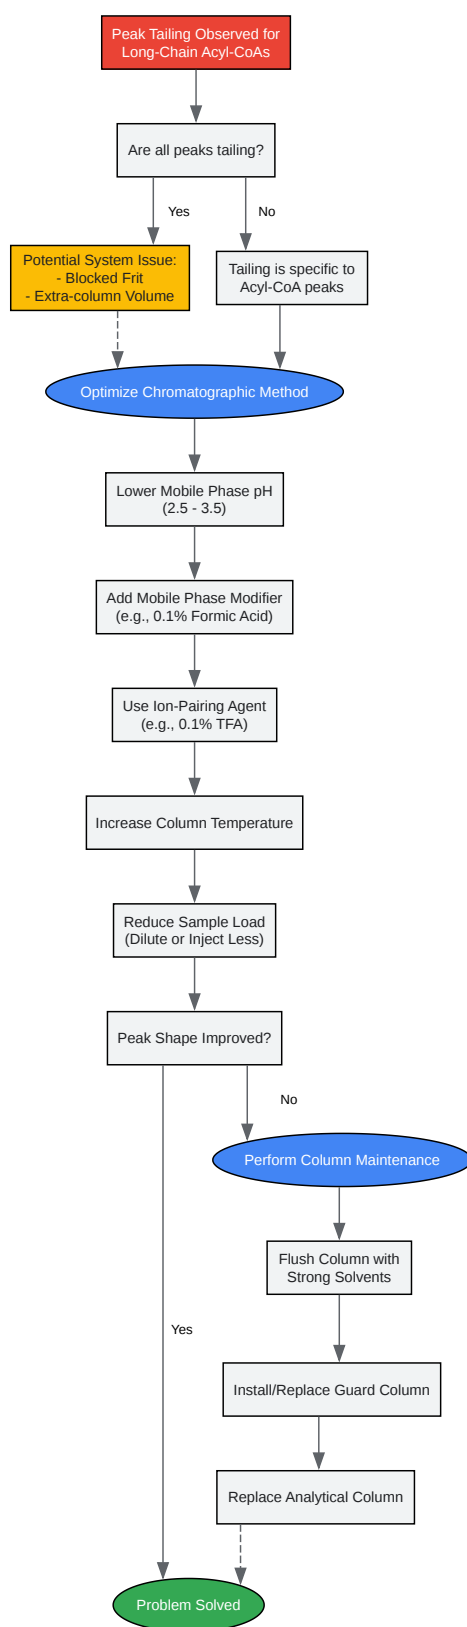 Peak Tailing Observed for
Long-Chain Acyl-CoAs
Are all peaks tailing?
Yes
No
Potential System Issue:
- Blocked Frit
- Extra-column Volume
Tailing is specific to
Acyl-CoA peaks
Optimize Chromatographic Method
Lower Mobile Phase pH
(2.5 - 3.5)
Add Mobile Phase Modifier
(e.g., 0.1% Formic Acid)
Use Ion-Pairing Agent
(e.g., 0.1% TFA)
Increase Column Temperature
Reduce Sample Load
(Dilute or Inject Less)
Peak Shape Improved?
No
Perform Column Maintenance
Flush Column with
Strong Solvents
Yes
Install/Replace Guard Column
Replace Analytical Column
Problem Solved